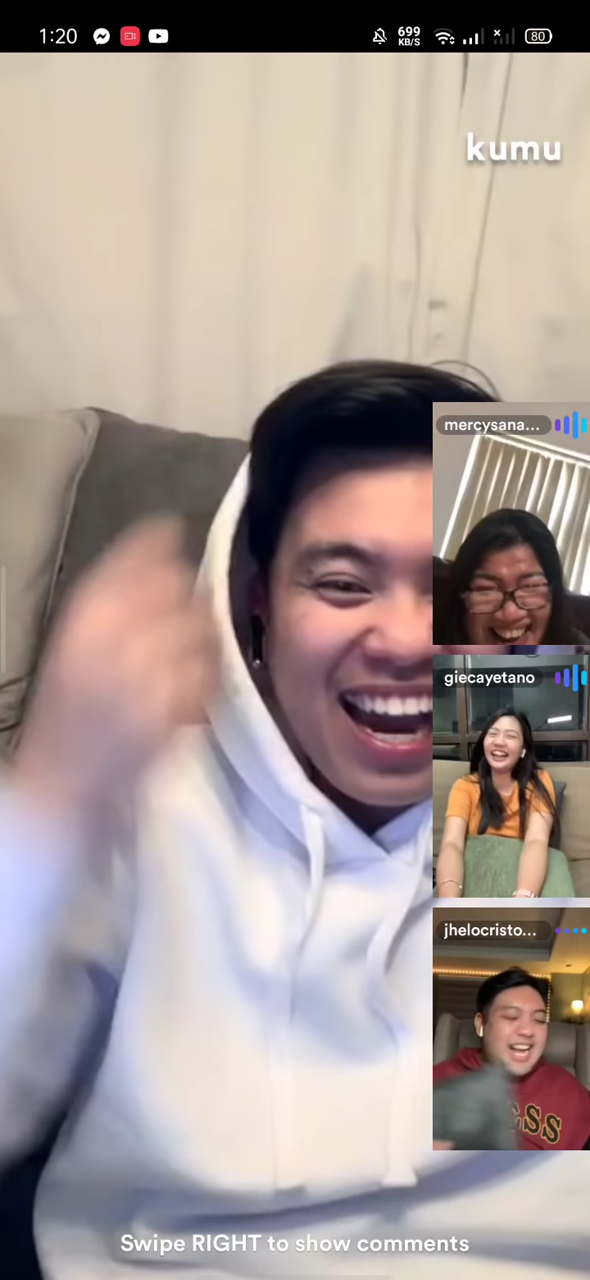 1:20
699
KB/S
80
kumu
mercysana...
giecayetano
jhelocristo...
SS
Swipe RIGHT to show comments